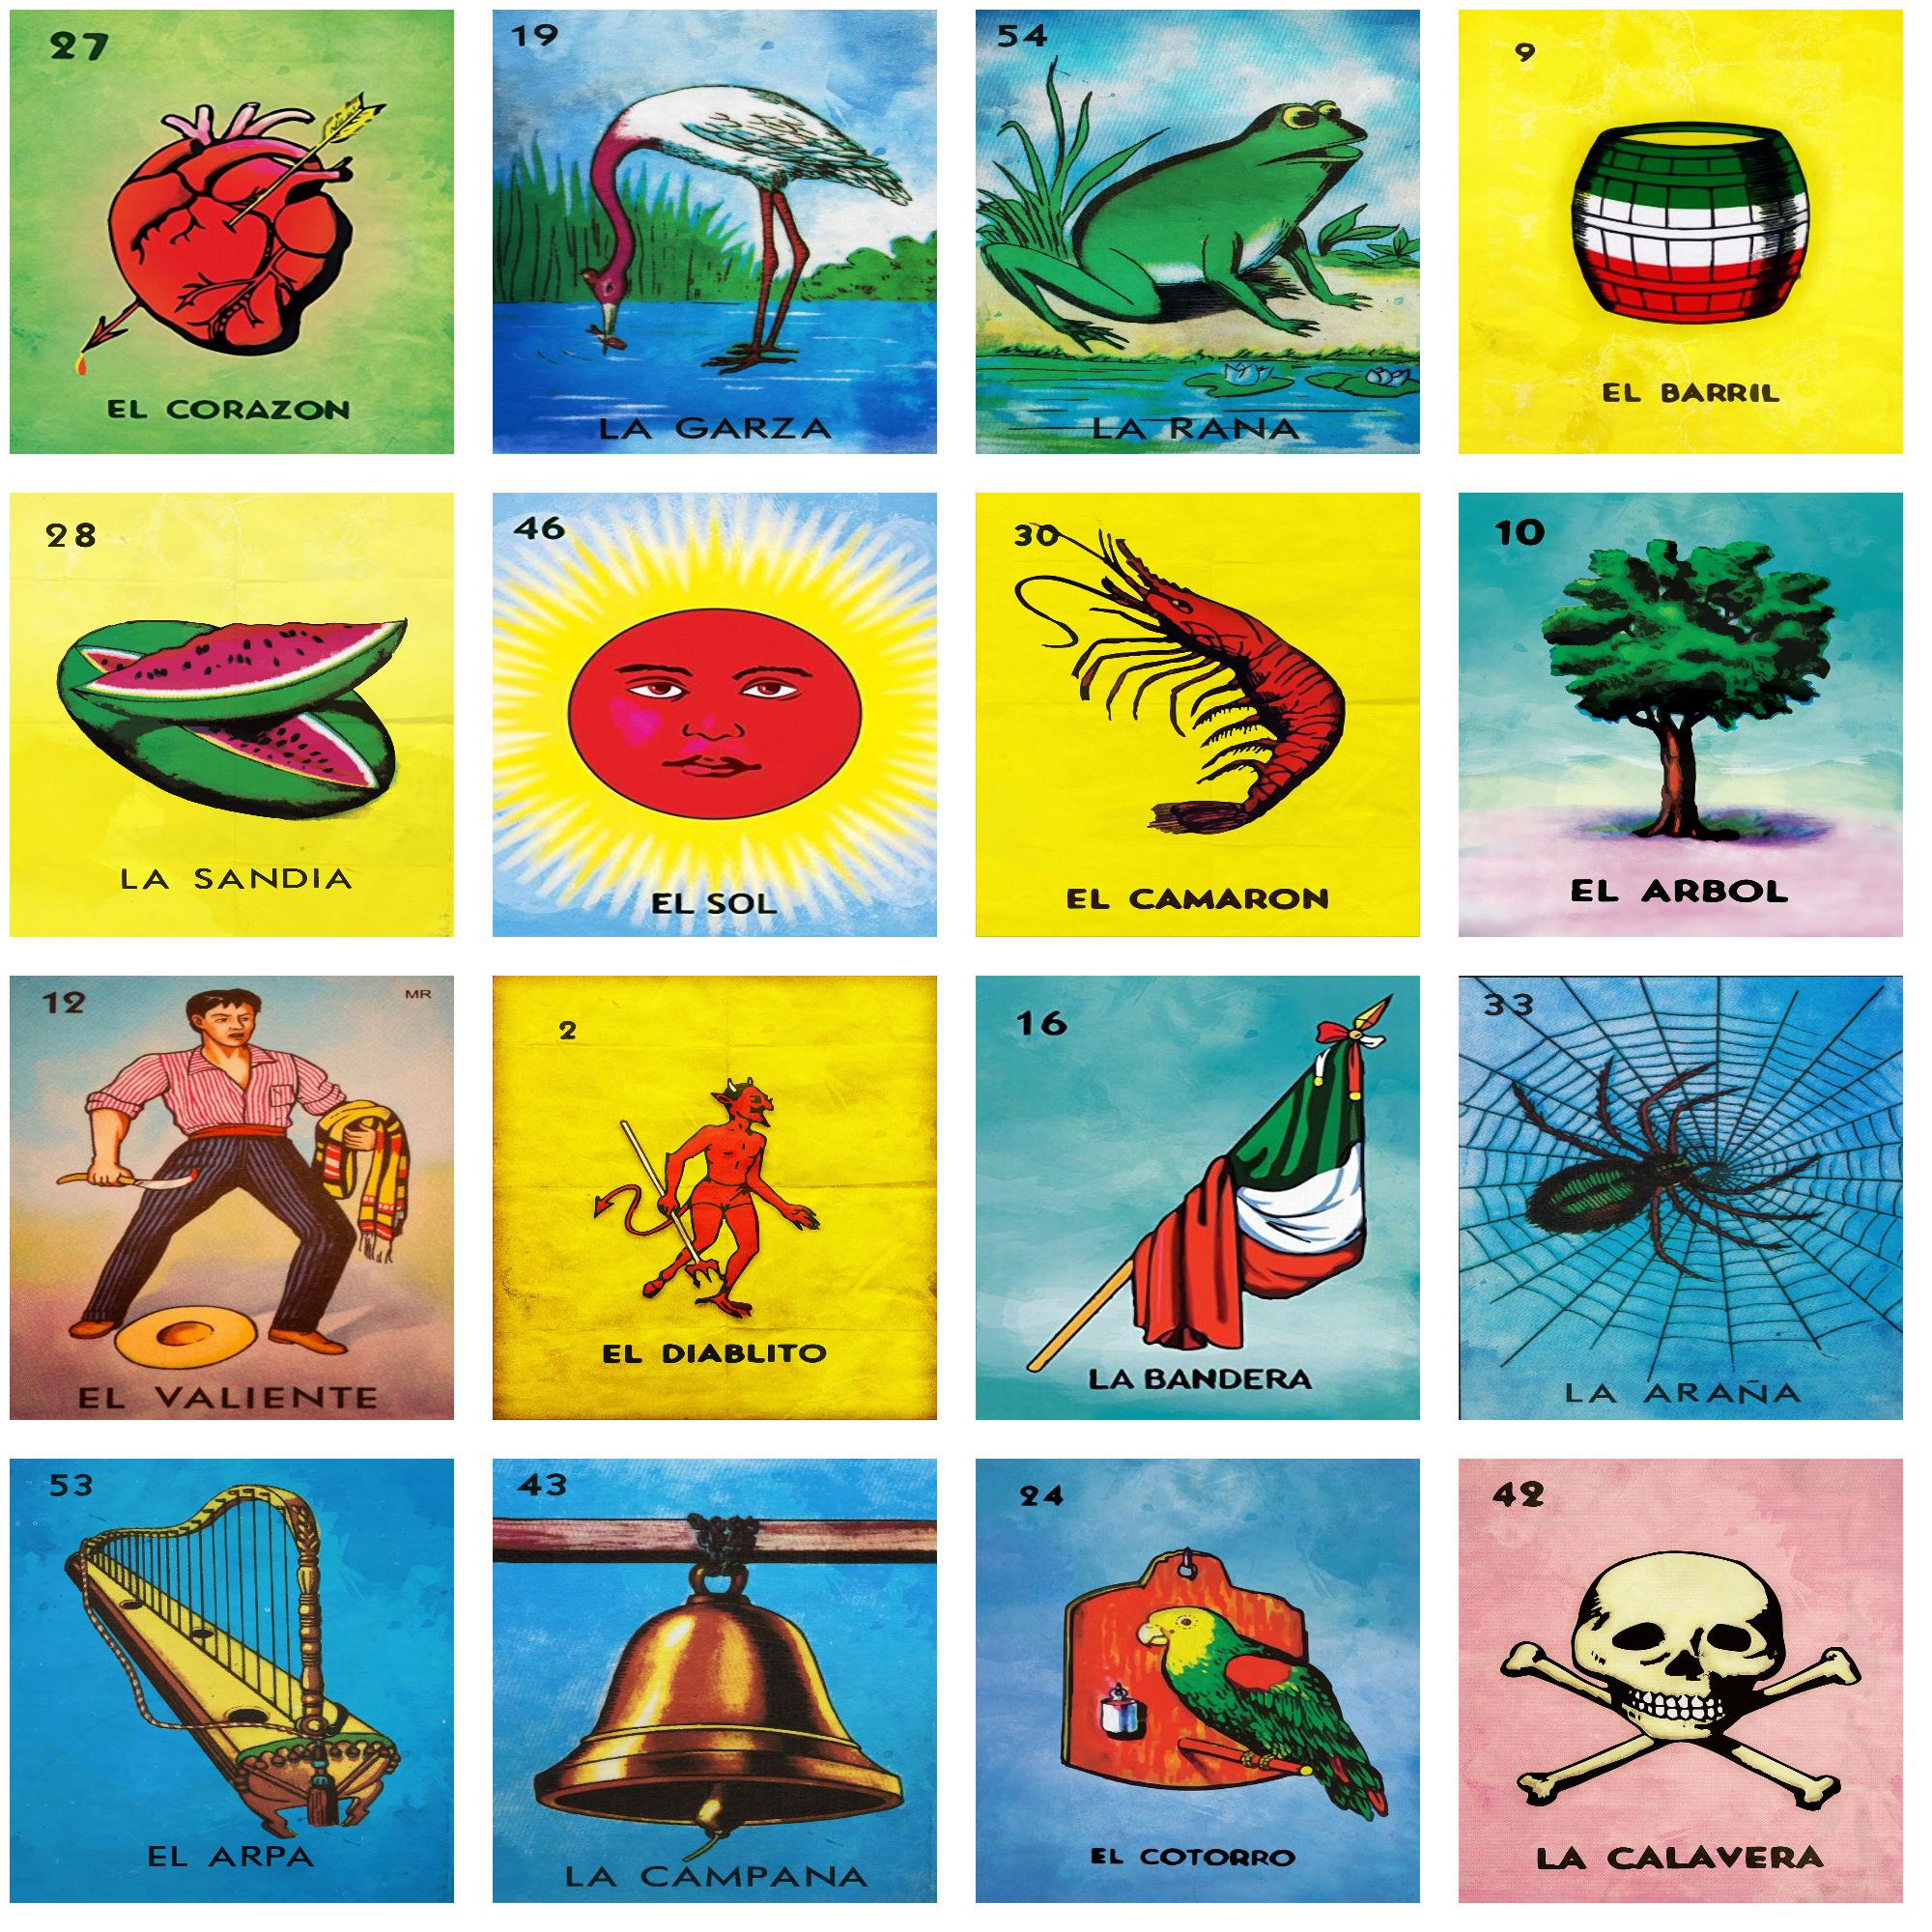 27
EL CORAZON
19
LA GARZA
54
LA RANA
9
EL BARRIL
28
LA SANDIA
46
EL SOL
30
EL CAMARON
10
EL ARBOL
12 MR
EL VALIENTE
2
EL DIABLITO
16
LA BANDERA
33
LA ARAÑA
53
EL ARPA
43
LA CAMPANA
24
EL COTORRO
42
LA CALAVERA